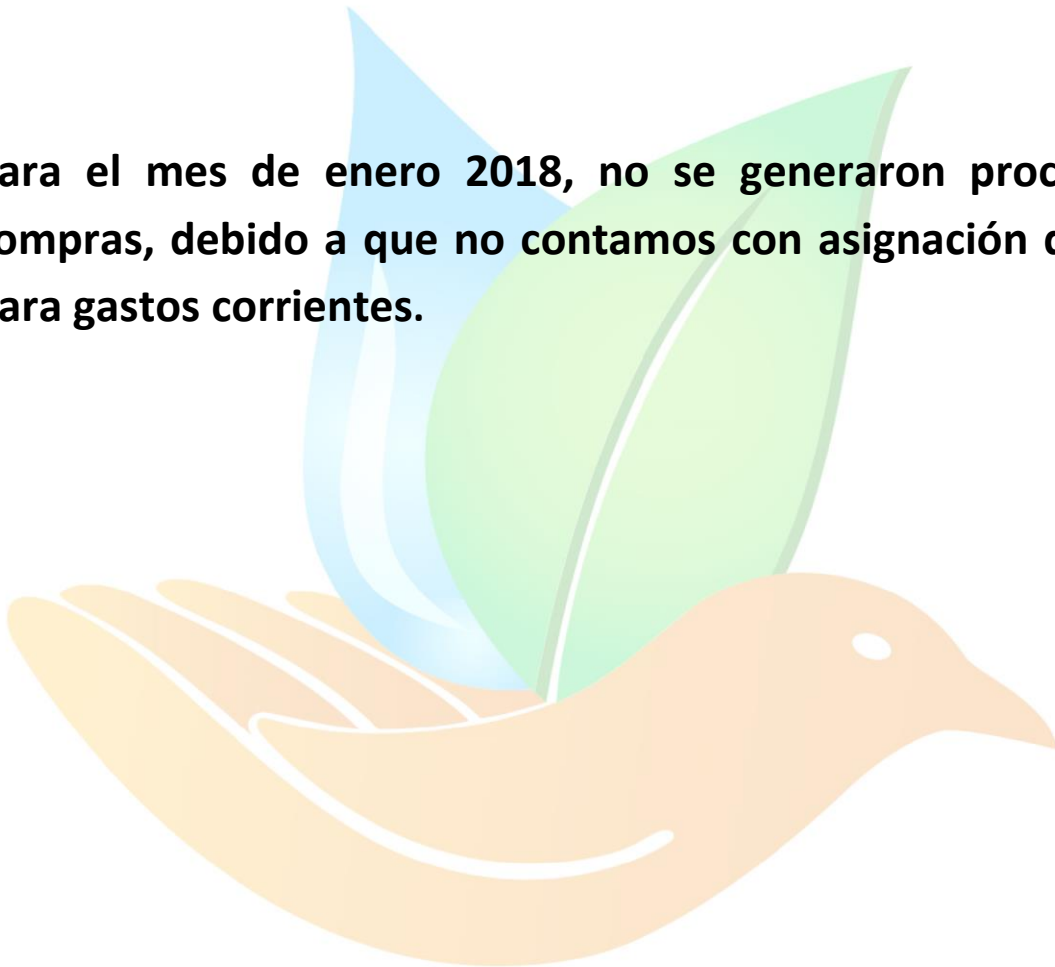 ara el mes de enero 2018, no se generaron proc
ompras, debido a que no contamos con asignación
ara gastos corrientes.